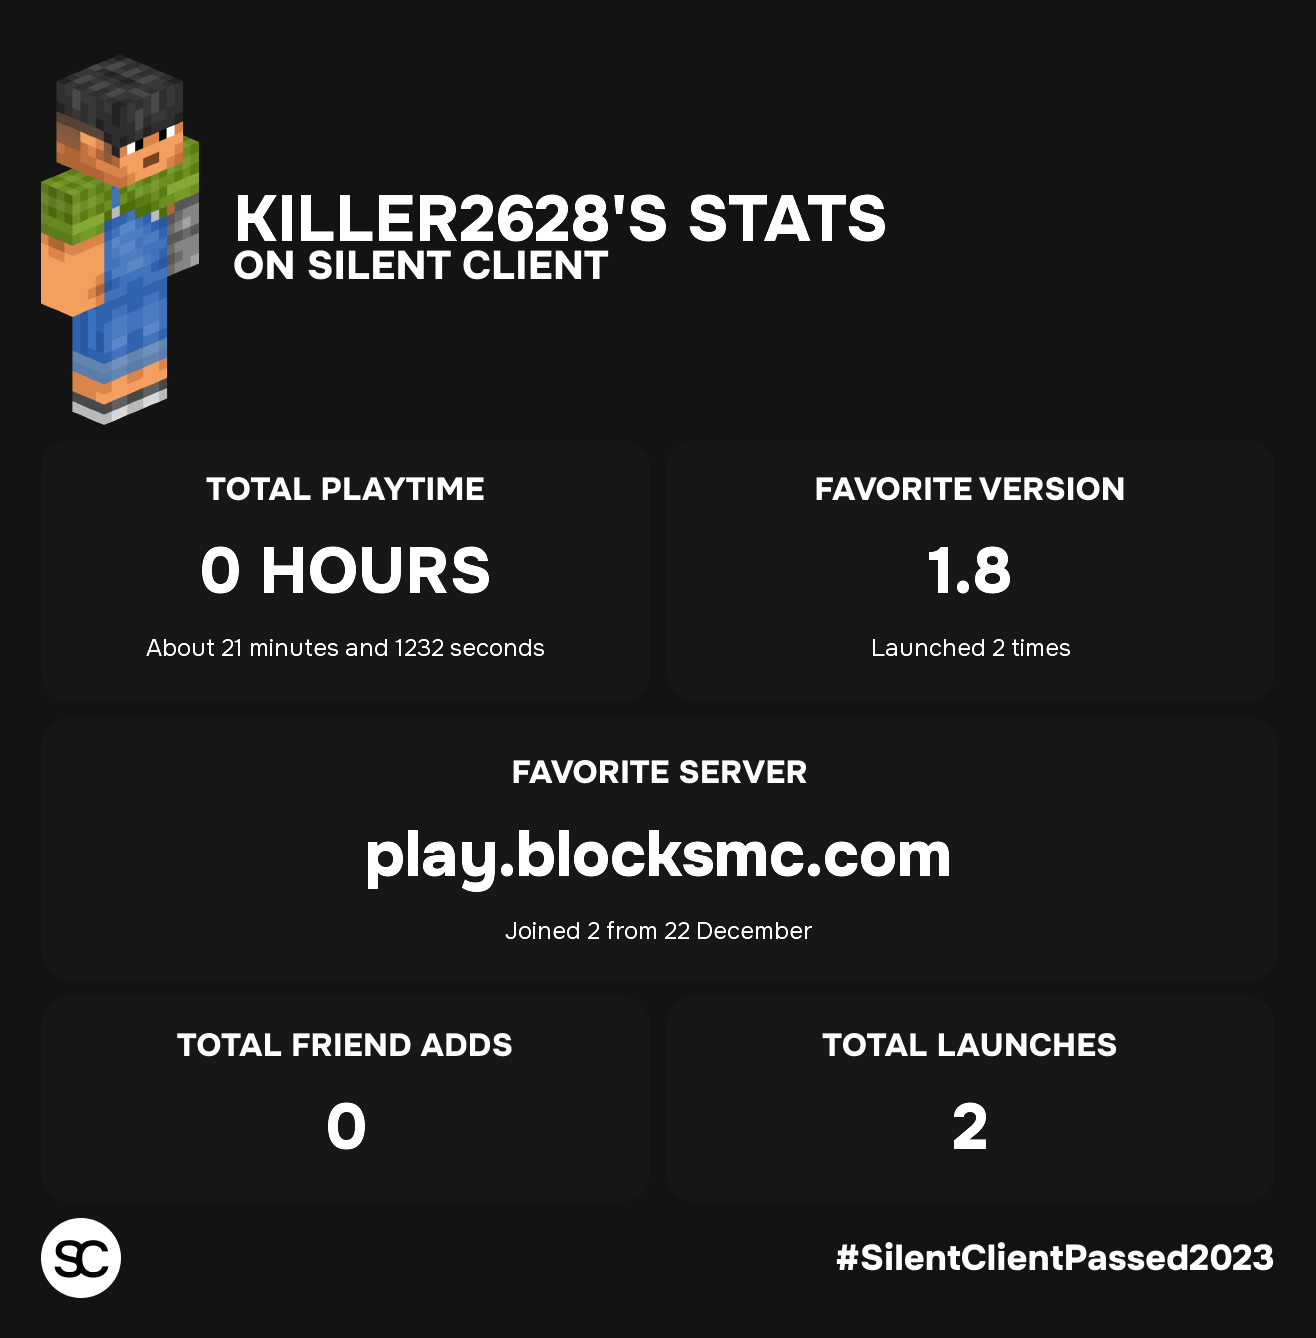 KILLER2628'S STATS
ON SILENT CLIENT
TOTAL PLAYTIME
0 HOURS
About 21 minutes and 1232 seconds
FAVORITE VERSION
1.8
Launched 2 times
FAVORITE SERVER
play.blocksmc.com
Joined 2 from 22 December
TOTAL FRIEND ADDS
0
TOTAL LAUNCHES
2
SC
#SilentClientPassed2023